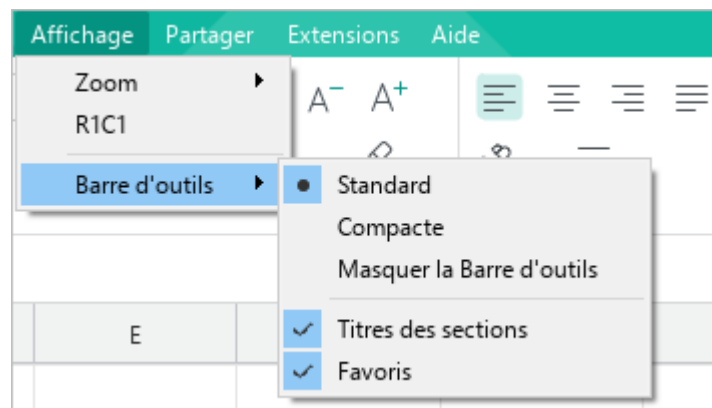 Affichage Partager Extensions Aide
Zoom
R1C1
Barre d'outils
A- A+
Standard
Compacte
Masquer la Barre d'outils
Titres des sections
Favoris
E